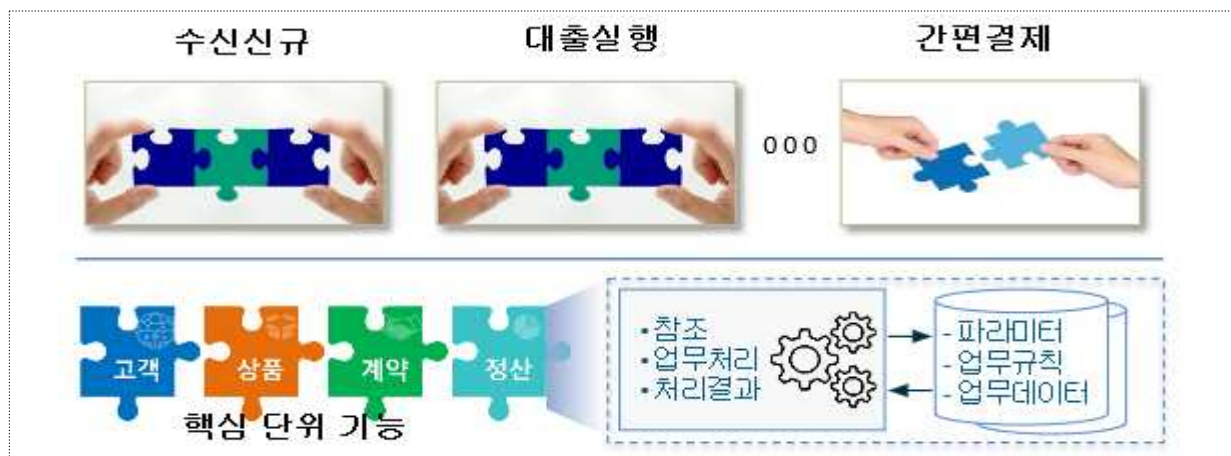 수신신규 대출실행 간편결제
000
고객 상품 계약 정산
핵심 단위 기능
•참조
•업무처리
•처리결과
- 파라미터
- 업무규칙
- 업무데이터